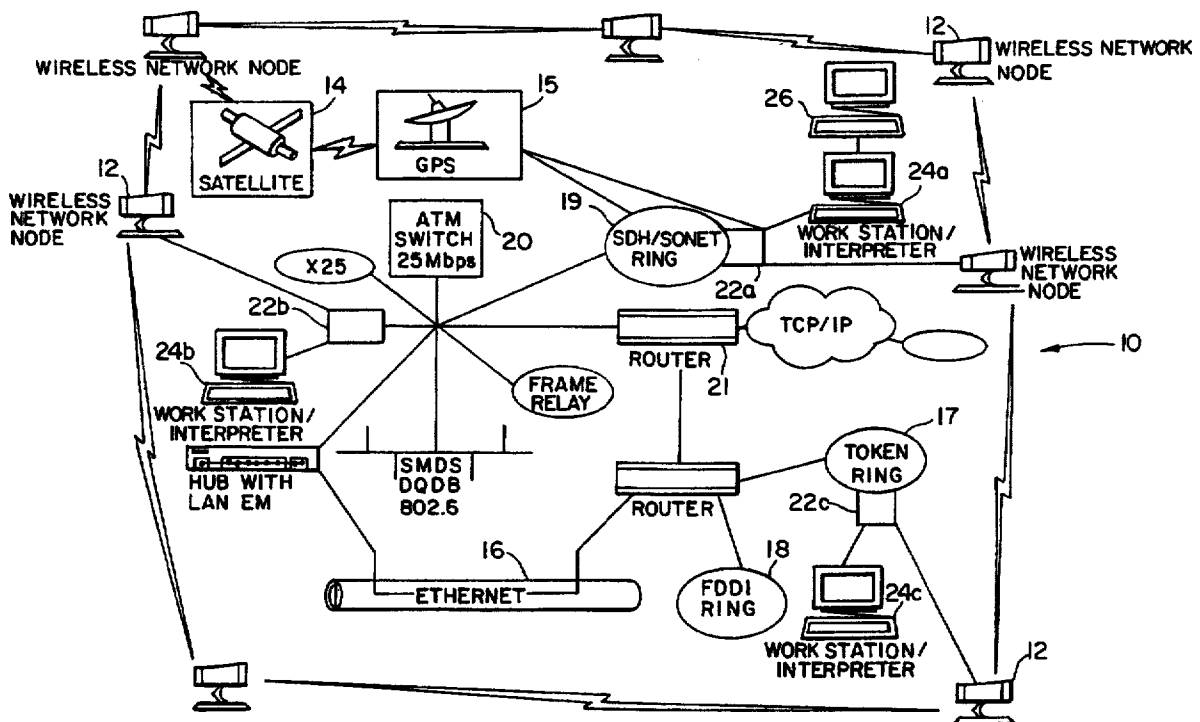 12
WIRELESS NETWORK
NODE
WIRELESS NETWORK NODE
14
SATELLITE
15
GPS
26
24a
WORK STATION/
INTERPRETER
12
WIRELESS
NETWORK
NODE
ATM
SWITCH
25Mbps
20
19
SDH/SONET
RING
22a
WIRELESS
NETWORK
NODE
X25
22b
24b
WORK STATION/
INTERPRETER
ROUTER
21
TCP/IP
10
FRAME
RELAY
HUB WITH
LAN EM
SMDS
DQDB
802.6
ROUTER
17
TOKEN
RING
22c
16
ETHERNET
18
FDDI
RING
24c
WORK STATION/
INTERPRETER
12